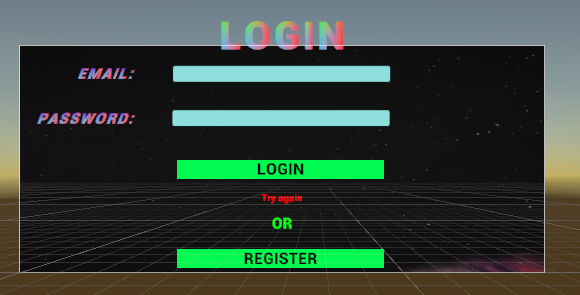 LOGIN
EMAIL:
PASSWORD:
LOGIN
Try again
OR
REGISTER